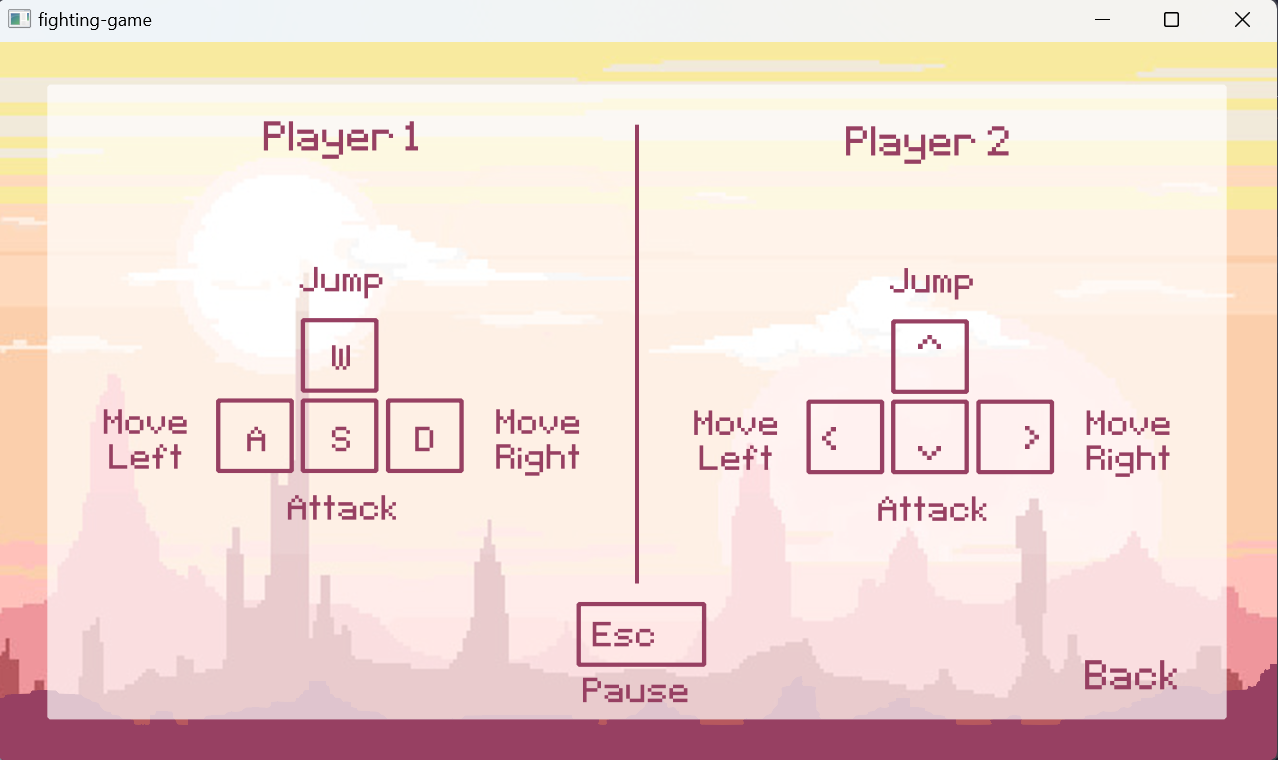 fighting-game
Player 1
Player 2
Jump
Jump
W
^
Move
Left
A
S
D
Move
Right
Move
Left
<
⌄
>
Move
Right
Attack
Attack
Esc
Pause
Back